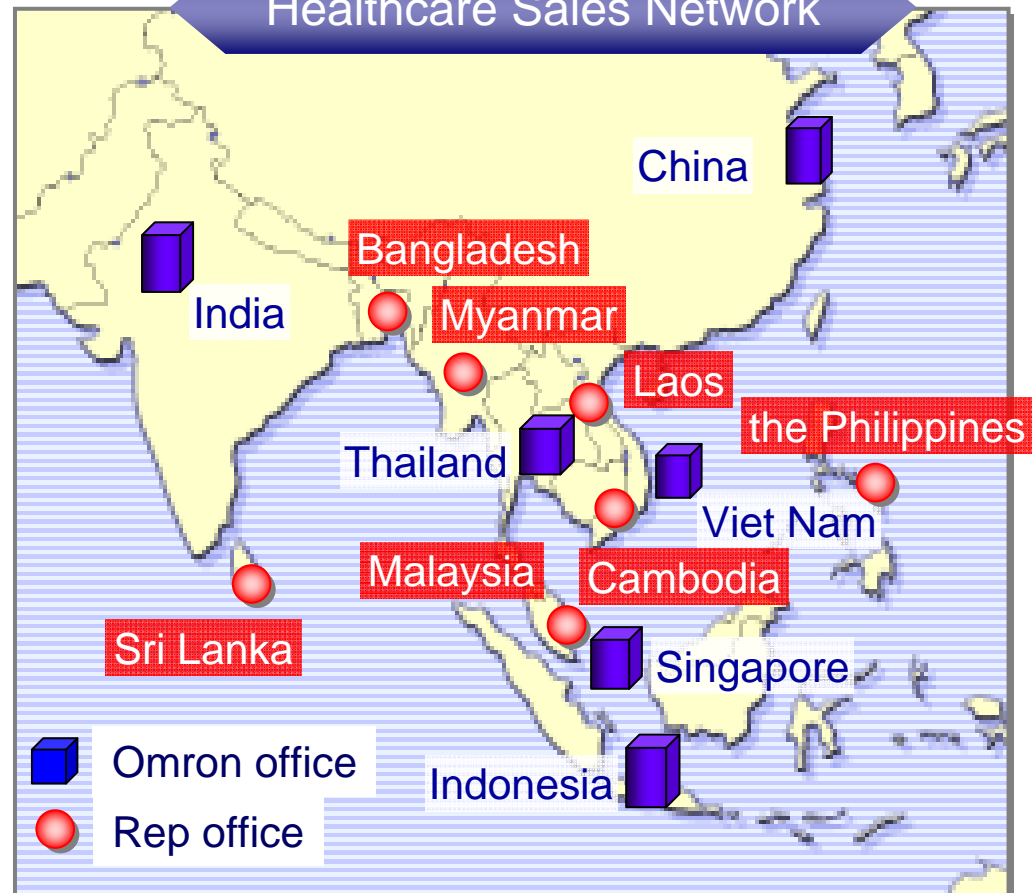 Healthcare Sales Network
China
Bangladesh
India
Myanmar
Laos
the Philippines
Thailand
Viet Nam
Malaysia
Cambodia
Sri Lanka
Singapore
Omron office
Indonesia
Rep office